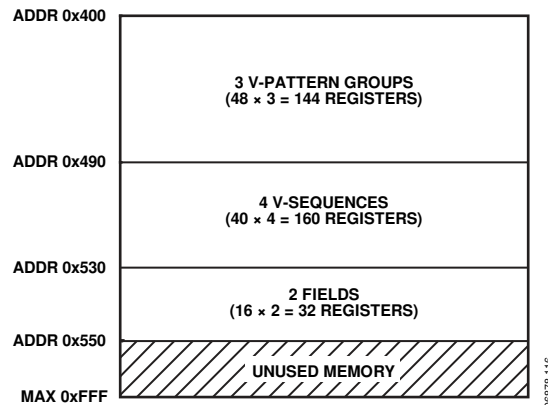 ADDR 0x400
3 V-PATTERN GROUPS
(48 × 3 = 144 REGISTERS)
ADDR 0x490
4 V-SEQUENCES
(40 × 4 = 160 REGISTERS)
ADDR 0x530
2 FIELDS
(16 × 2 = 32 REGISTERS)
ADDR 0x550
UNUSED MEMORY
MAX 0xFFF